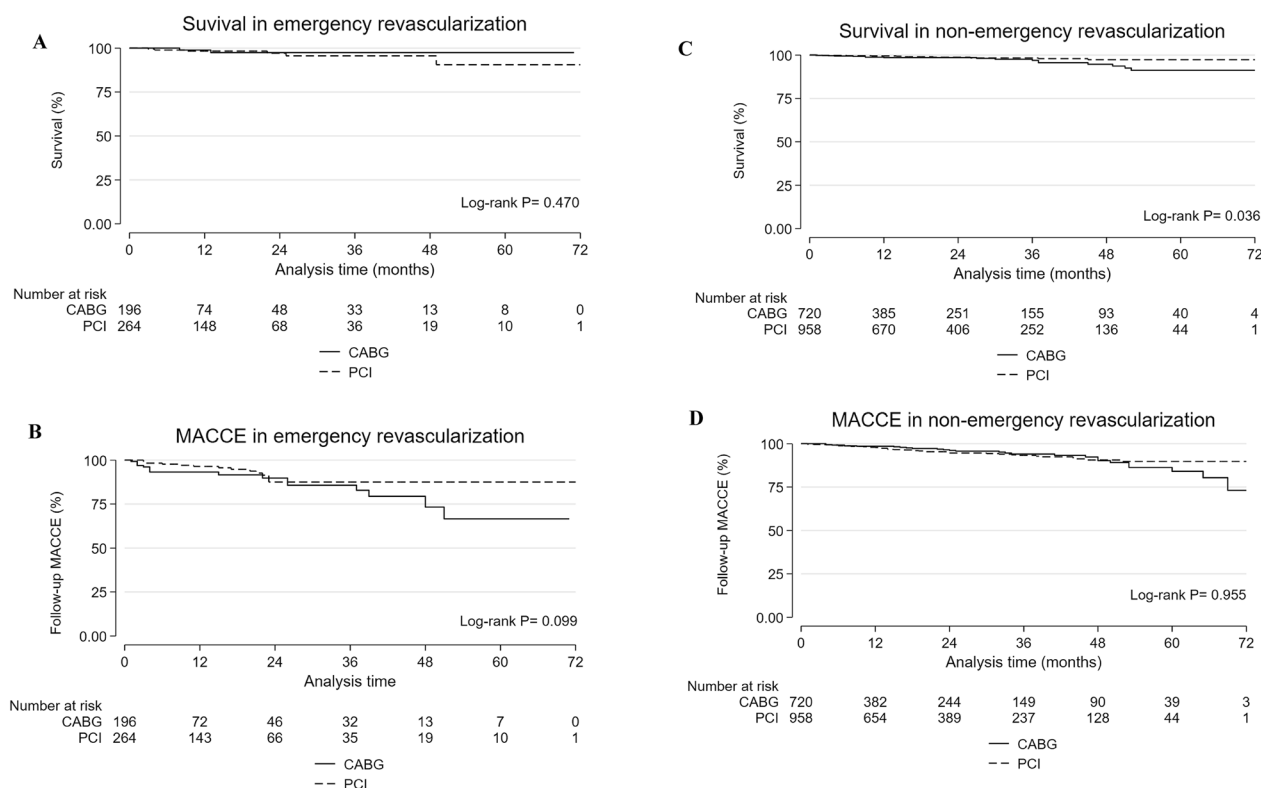 A
Suvival in emergency revascularization
100
75
50
25
0.00
Survival (%)
Log-rank P= 0.470
0 12 24 36 48 60 72
Analysis time (months)
Number at risk
CABG 196 74 48 33 13 8 0
PCI 264 148 68 36 19 10 1
CABG
PCI
C
Survival in non-emergency revascularization
100
75
50
25
0.00
Survival (%)
Log-rank P= 0.036
0 12 24 36 48 60 72
Analysis time (months)
Number at risk
CABG 720 385 251 155 93 40 4
PCI 958 670 406 252 136 44 1
CABG
PCI
B
MACCE in emergency revascularization
100
75
50
25
0.00
Follow-up MACCE (%)
Log-rank P= 0.099
0 12 24 36 48 60 72
Analysis time
Number at risk
CABG 196 72 46 32 13 7 0
PCI 264 143 66 35 19 10 1
CABG
PCI
D
MACCE in non-emergency revascularization
100
75
50
25
0.00
Follow-up MACCE (%)
Log-rank P= 0.955
0 12 24 36 48 60 72
Analysis time (months)
Number at risk
CABG 720 382 244 149 90 39 3
PCI 958 654 389 237 128 44 1
CABG
PCI